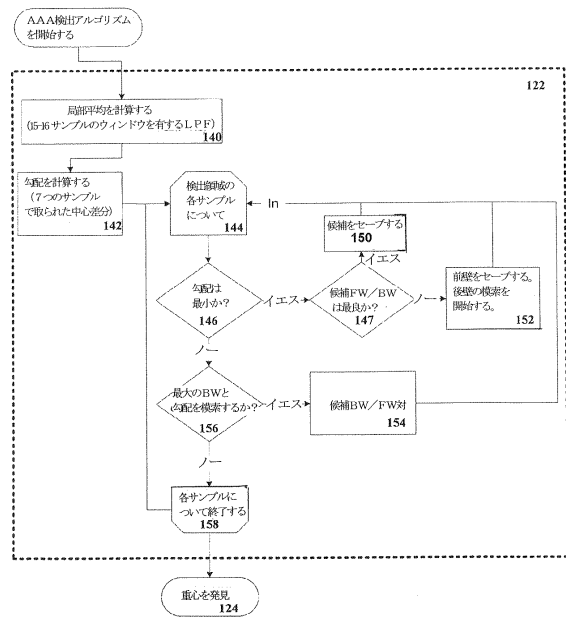 AAA検出アルゴリズム
を開始する
122
局部平均を計算する
(15-16サンプルのウィンドウを有するLPF)
140
勾配を計算する
(7つのサンプル
で取られた中心差分)
142
検出領域の
各サンプル
について
144
In
候補をセーブする
150
イエス
勾配は
最小か?
146
イエス
候補FW/BW
は最良か?
147
ノー
前壁をセーブする。
後壁の模索を
開始する。
152
ノー
最大のBWと
勾配を模索するか?
156
イエス
候補BW/FW対
154
ノー
各サンプルに
ついて終了する
158
重心を発見
124